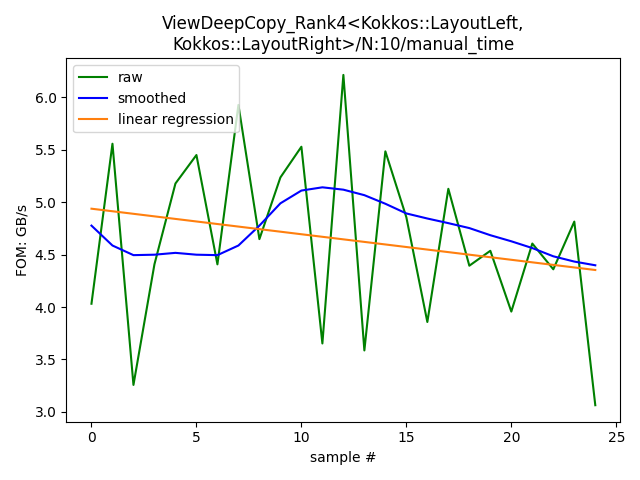 ViewDeepCopy_Rank4<Kokkos::LayoutLeft,
Kokkos::LayoutRight>/N:10/manual_time
raw
smoothed
linear regression
FOM: GB/s
6.0
5.5
5.0
4.5
4.0
3.5
3.0
0 5 10 15 20 25
sample #